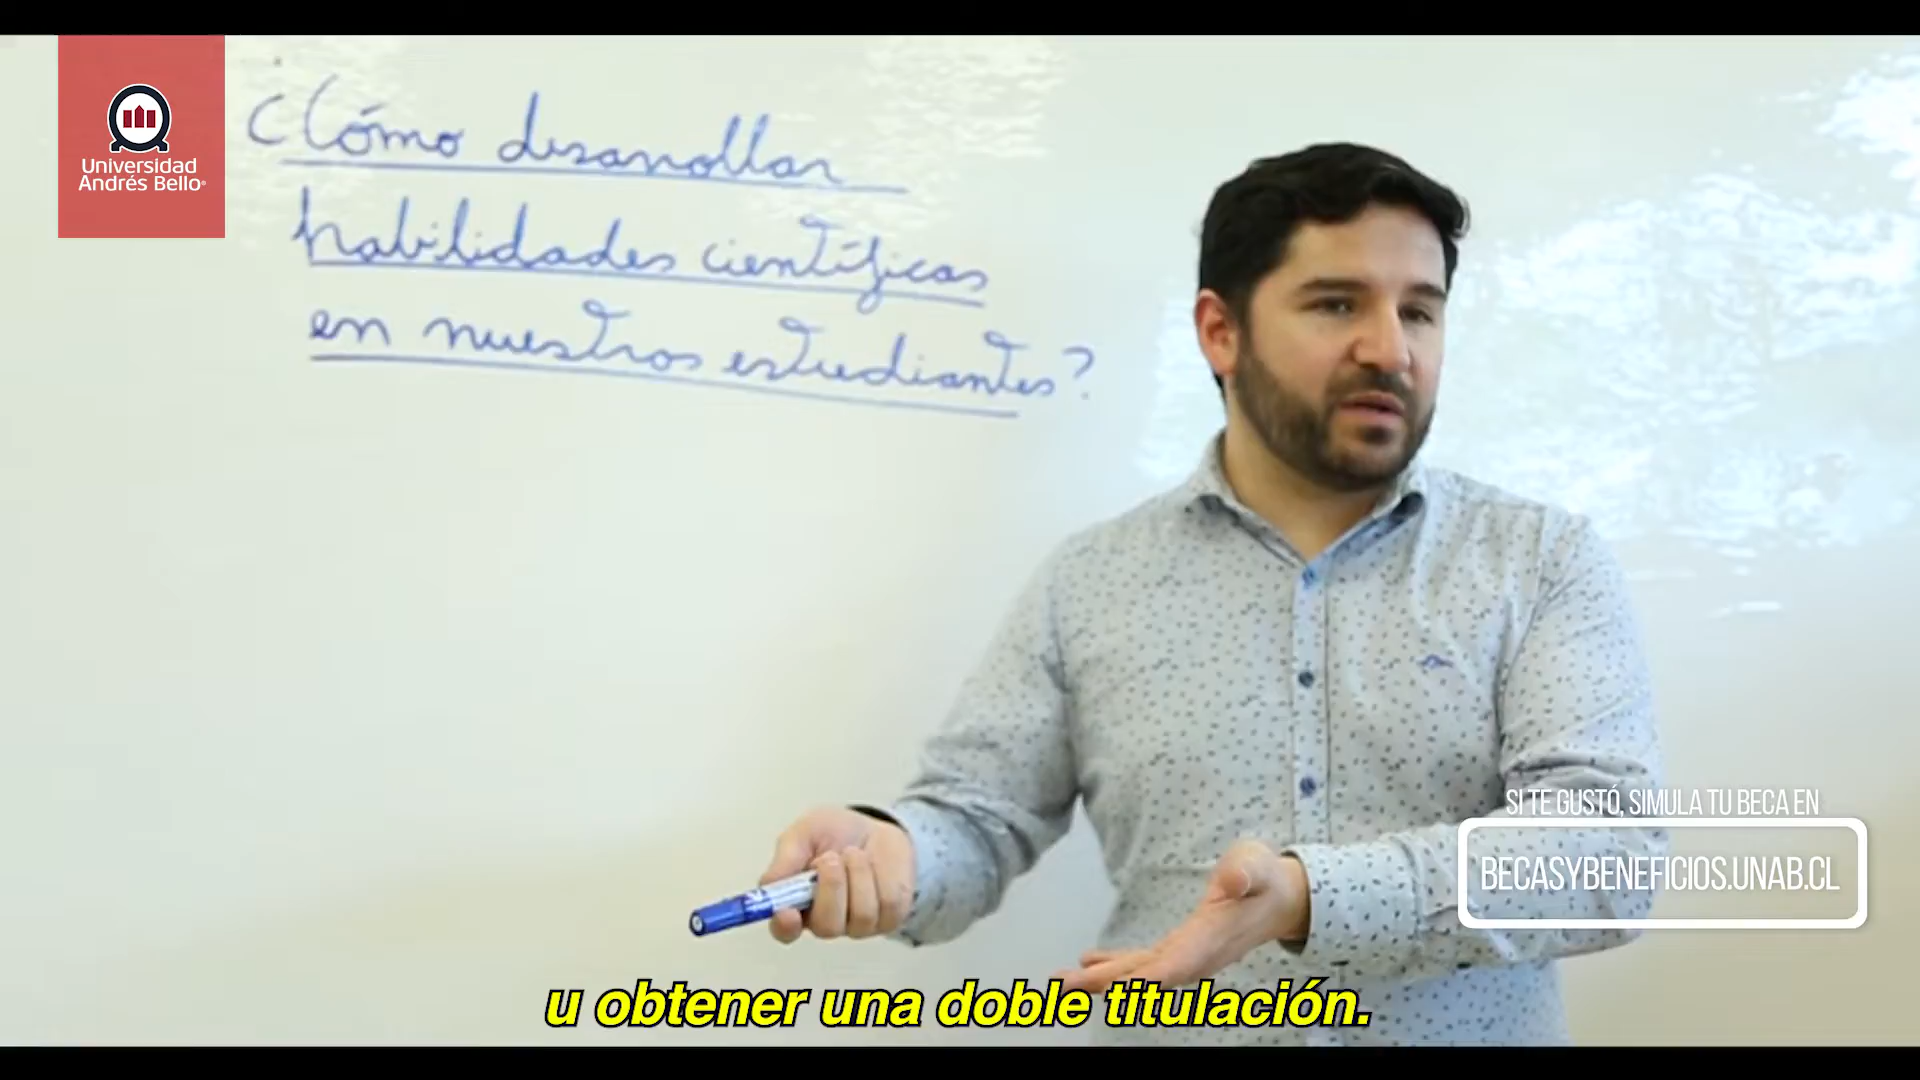 Universidad
Andrés Bello
¿Cómo desarrollar
habilidades científicas
en nuestros estudiantes?
SI TE GUSTÓ, SIMULA TU BECA EN
BECASYBENEFICIOS.UNAB.CL
u obtener una doble titulación.